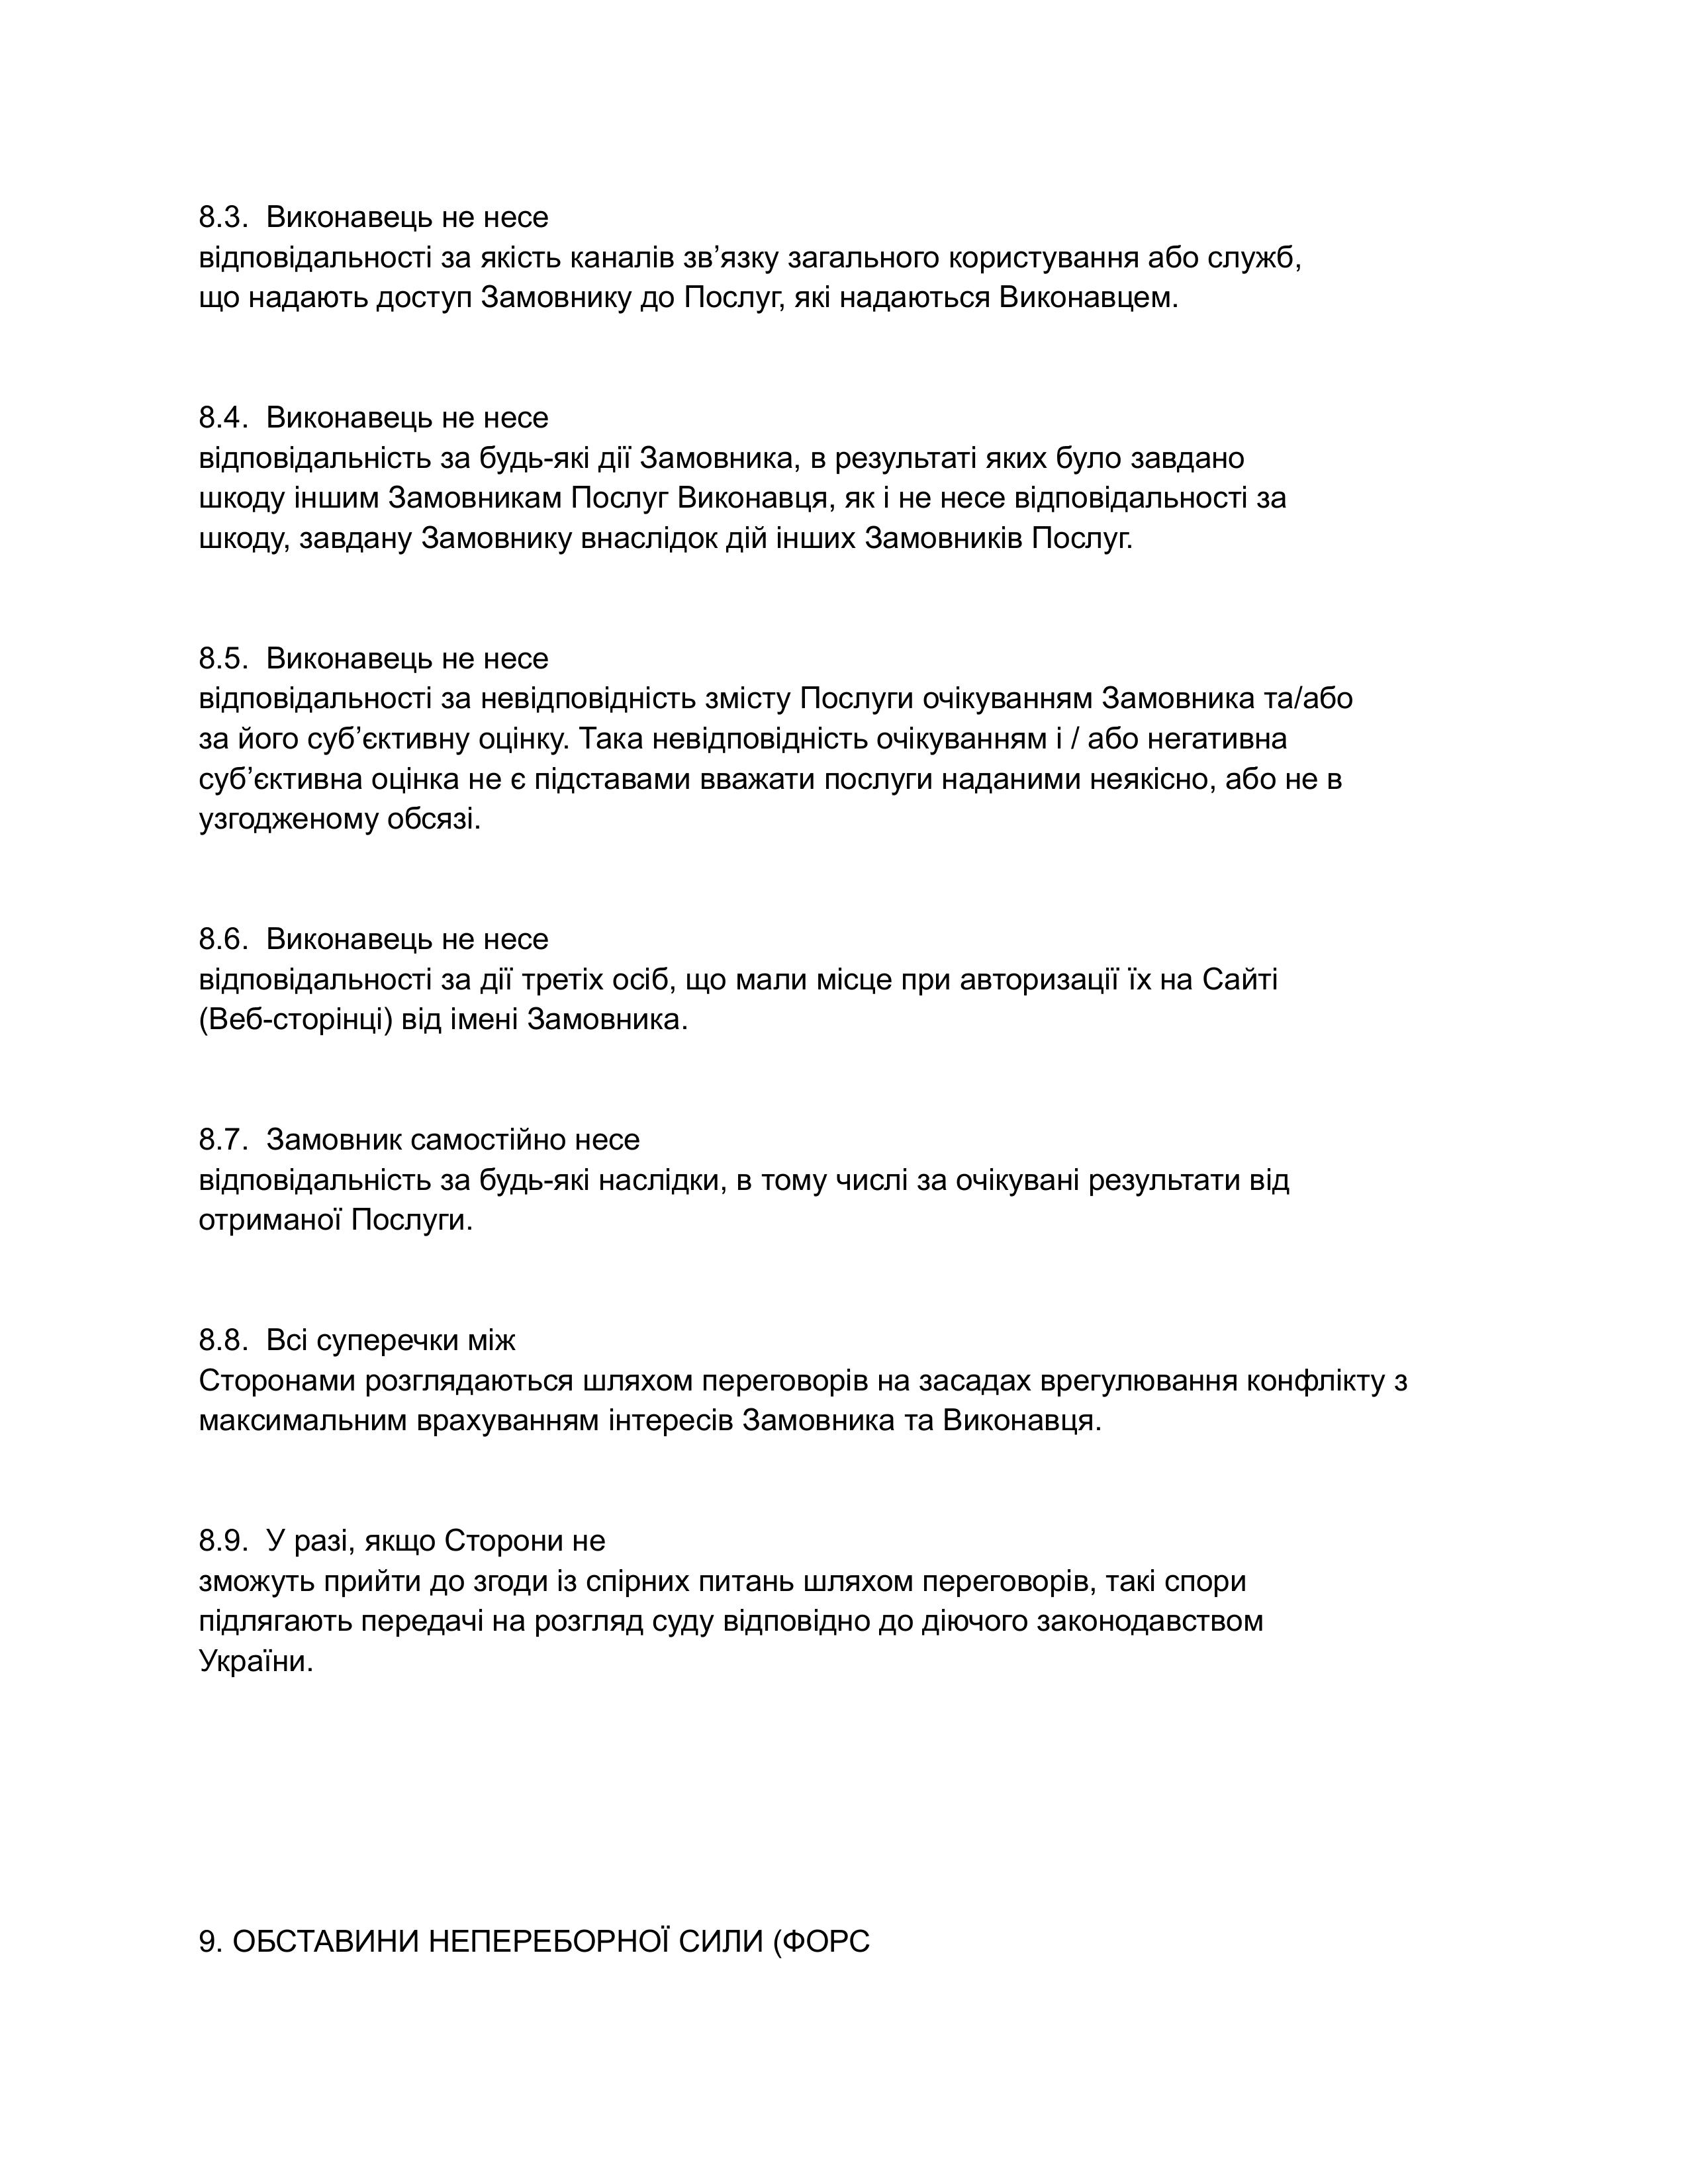 8.3.  Виконавець не несе
відповідальності за якість каналів зв’язку загального користування або служб,
що надають доступ Замовнику до Послуг, які надаються Виконавцем.
8.4.  Виконавець не несе
відповідальність за будь-які дії Замовника, в результаті яких було завдано
шкоду іншим Замовникам Послуг Виконавця, як і не несе відповідальності за
шкоду, завдану Замовнику внаслідок дій інших Замовників Послуг.
8.5.  Виконавець не несе
відповідальності за невідповідність змісту Послуги очікуванням Замовника та/або
за його суб’єктивну оцінку. Така невідповідність очікуванням і / або негативна
суб’єктивна оцінка не є підставами вважати послуги наданими неякісно, або не в
узгодженому обсязі.
8.6.  Виконавець не несе
відповідальності за дії третіх осіб, що мали місце при авторизації їх на Сайті
(Веб-сторінці) від імені Замовника.
8.7.  Замовник самостійно несе
відповідальність за будь-які наслідки, в тому числі за очікувані результати від
отриманої Послуги.
8.8.  Всі суперечки між
Сторонами розглядаються шляхом переговорів на засадах врегулювання конфлікту з
максимальним врахуванням інтересів Замовника та Виконавця.
8.9.  У разі, якщо Сторони не
зможуть прийти до згоди із спірних питань шляхом переговорів, такі спори
підлягають передачі на розгляд суду відповідно до діючого законодавством
України.
9. ОБСТАВИНИ НЕПЕРЕБОРНОЇ СИЛИ (ФОРС